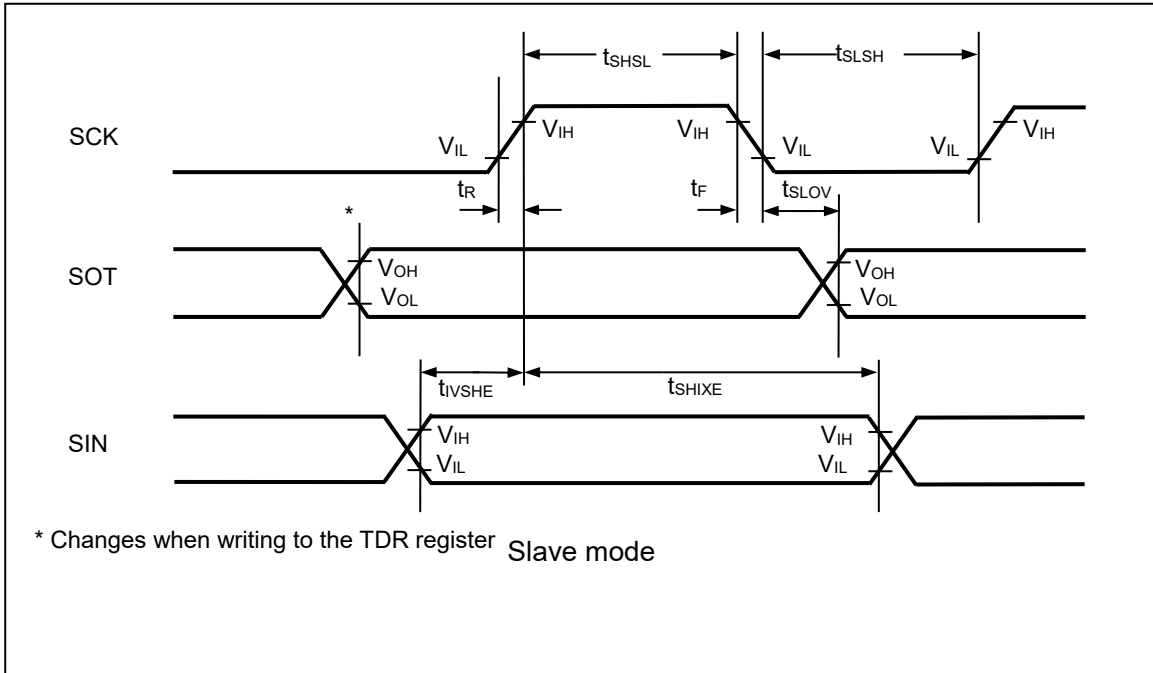 tSHSL
tSLSH
SCK
VIL
VIH
VIH
VIL
VIL
VIH
tR
tF
tSLOV
*
SOT
VOH
VOL
VOH
VOL
tIVSHE
tSHIXE
SIN
VIH
VIL
VIH
VIL
* Changes when writing to the TDR register
Slave mode